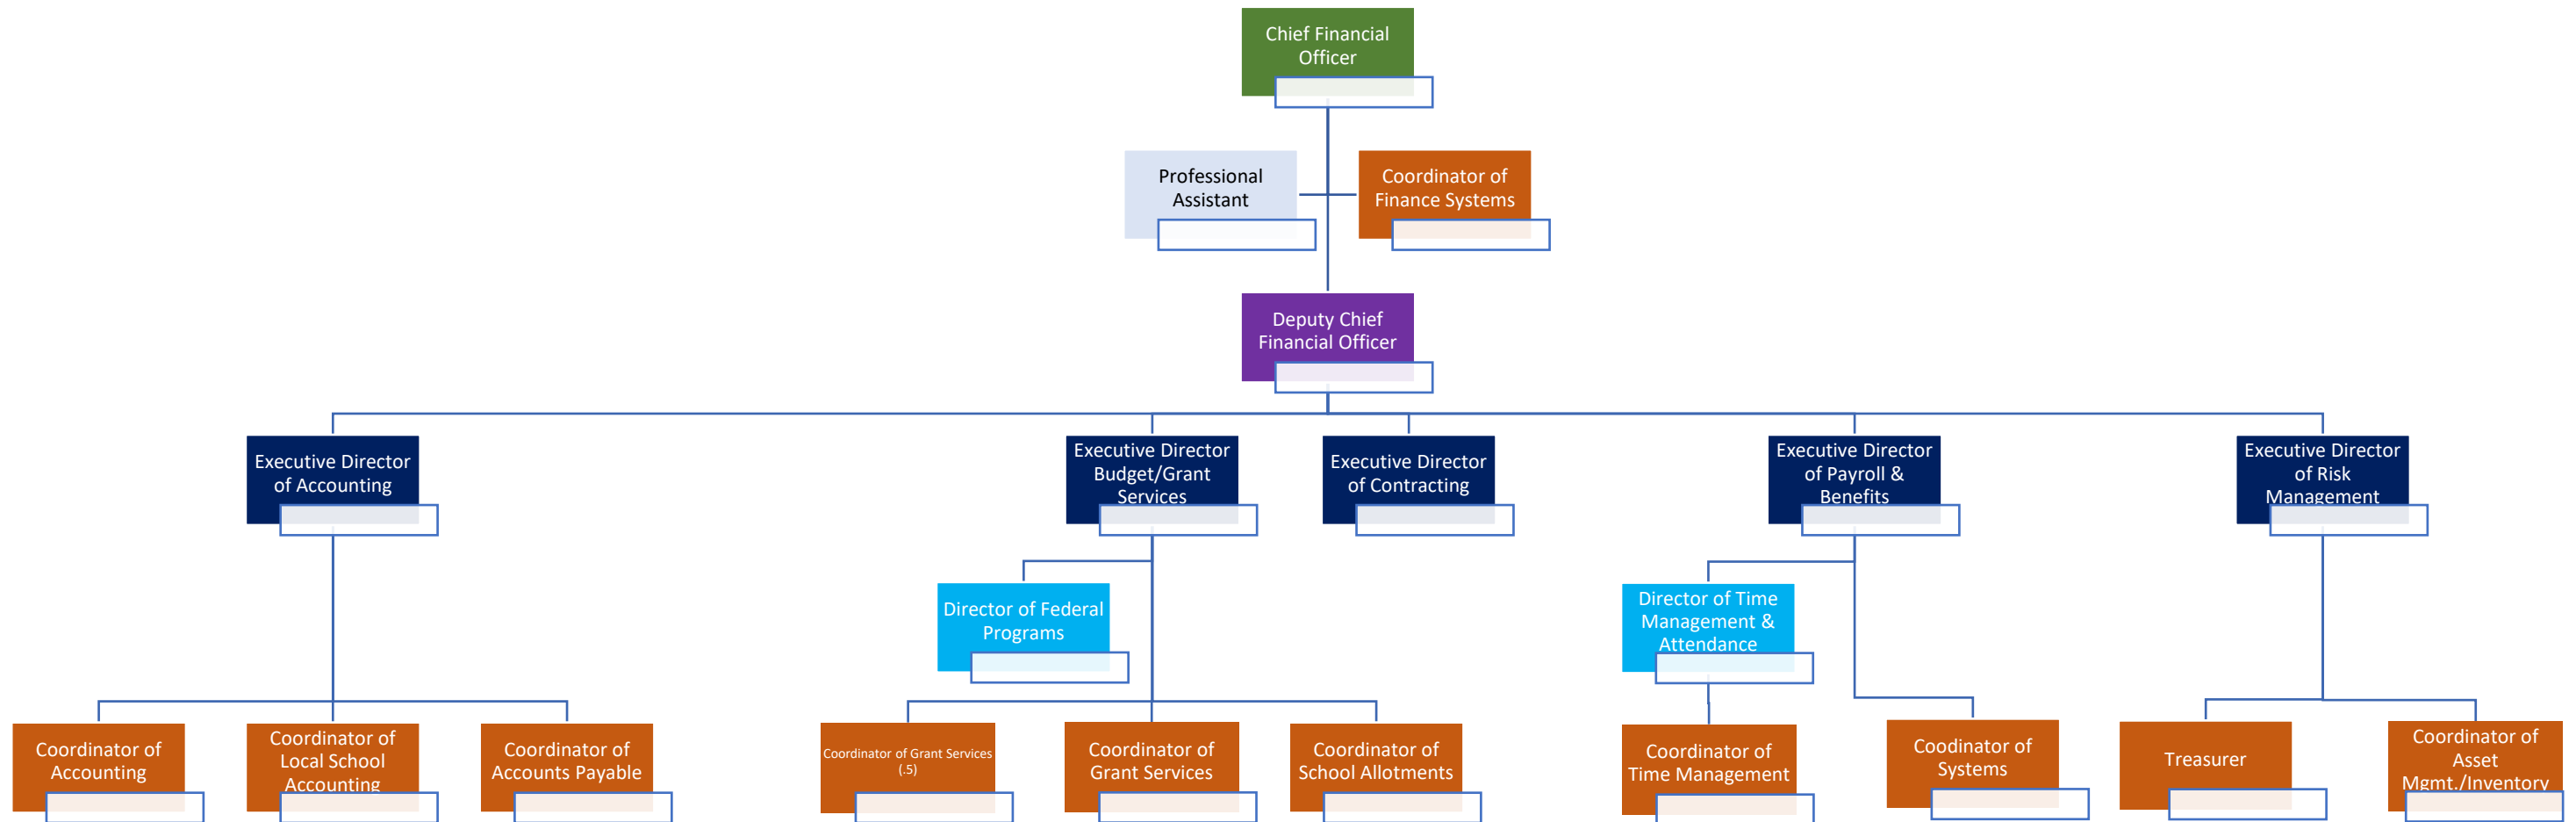 Chief Financial
Officer
Professional
Assistant
Coordinator of
Finance Systems
Deputy Chief
Financial Officer
Executive Director
of Accounting
Executive Director
Budget/Grant
Services
Executive Director
of Contracting
Executive Director
of Payroll &
Benefits
Executive Director
of Risk
Management
Director of Federal
Programs
Director of Time
Management &
Attendance
Coordinator of
Accounting
Coordinator of
Local School
Accounting
Coordinator of
Accounts Payable
Coordinator of Grant Services
(.5)
Coordinator of
Grant Services
Coordinator of
School Allotments
Coordinator of
Time Management
Coodinator of
Systems
Treasurer
Coordinator of
Asset
Mgmt./Inventory